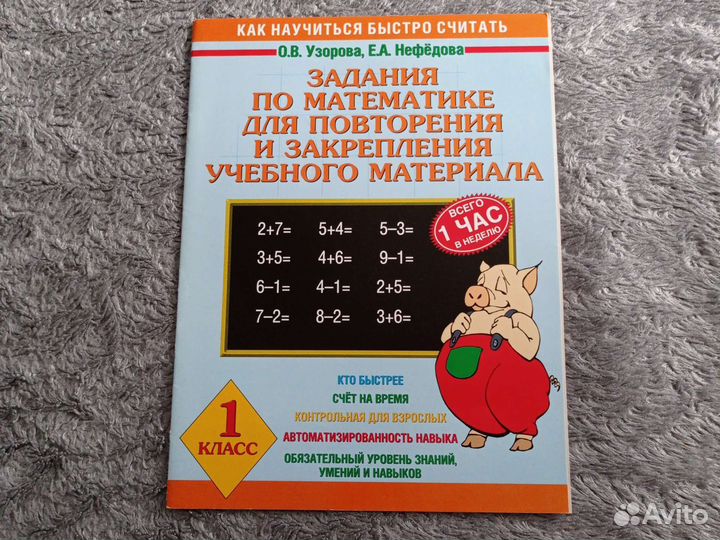 КАК НАУЧИТЬСЯ БЫСТРО СЧИТАТЬ
О.В. Узорова, Е.А. Нефёдова
ЗАДАНИЯ
ПО МАТЕМАТИКЕ
ДЛЯ ПОВТОРЕНИЯ
И ЗАКРЕПЛЕНИЯ
УЧЕБНОГО МАТЕРИАЛА
ВСЕГО
1 ЧАС
В НЕДЕЛЮ
2+7= 5+4= 5–3=
3+5= 4+6= 9–1=
6–1= 4–1= 2+5=
7–2= 8–2= 3+6=
КТО БЫСТРЕЕ
СЧЁТ НА ВРЕМЯ
КОНТРОЛЬНАЯ ДЛЯ ВЗРОСЛЫХ
АВТОМАТИЗИРОВАННОСТЬ НАВЫКА
ОБЯЗАТЕЛЬНЫЙ УРОВЕНЬ ЗНАНИЙ,
УМЕНИЙ И НАВЫКОВ
1
КЛАСС
Avito